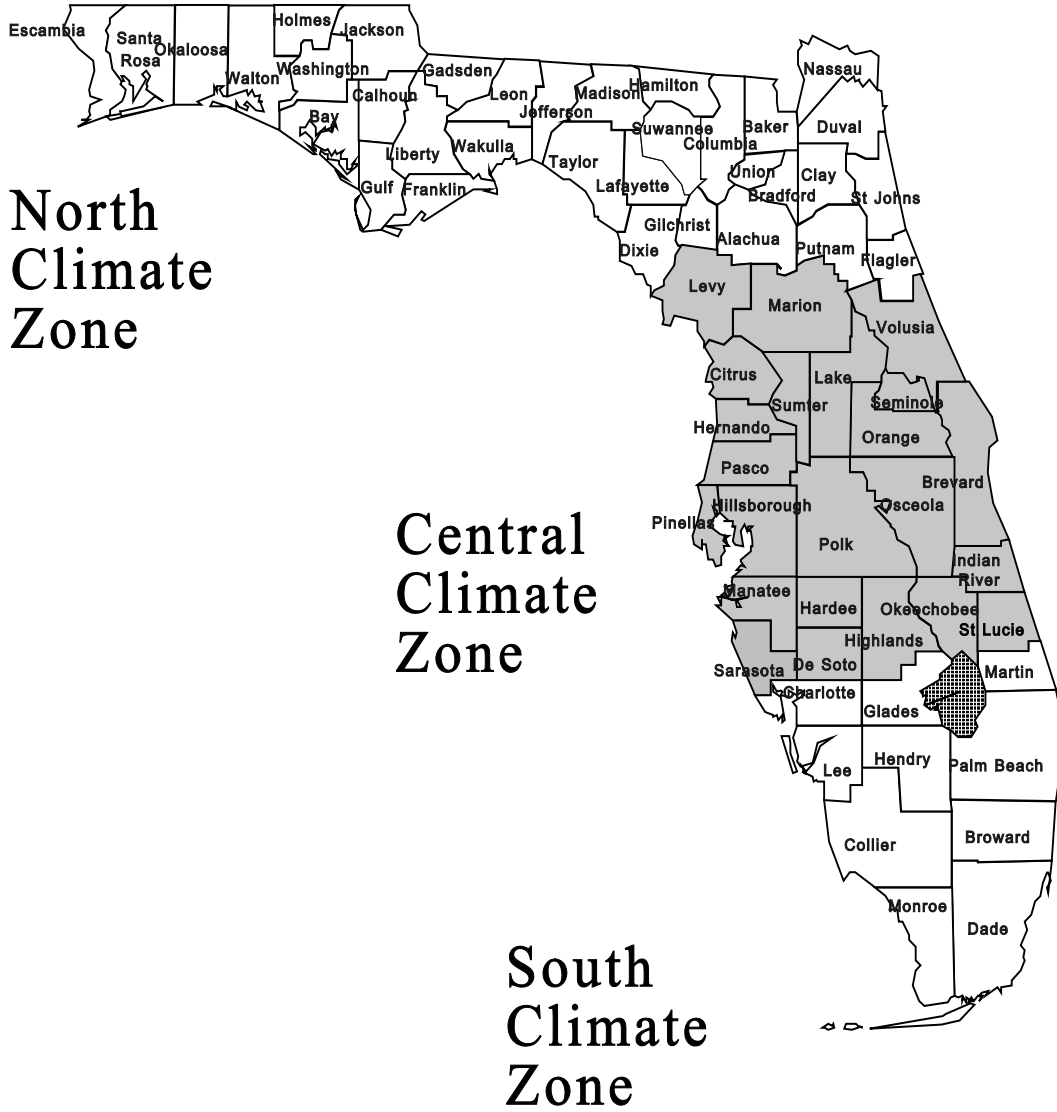 Escambia
Santa
Rosa
Okaloosa
Walton
Holmes
Jackson
Washington
Bay
Calhoun
Gadsden
Leon
Liberty
Gulf
Franklin
Wakulla
Jefferson
Madison
Hamilton
Taylor
Suwannee
Lafayette
Columbia
Baker
Nassau
Duval
Union
Bradford
Clay
St Johns
Dixie
Gilchrist
Alachua
Putnam
Flagler
North
Climate
Zone
Levy
Marion
Volusia
Citrus
Sumter
Lake
Seminole
Hernando
Orange
Pasco
Brevard
Pinellas
Hillsborough
Polk
Osceola
Indian
River
Manatee
Hardee
Okeechobee
Highlands
St Lucie
Sarasota
De Soto
Central
Climate
Zone
Martin
Charlotte
Glades
Lee
Hendry
Palm Beach
Collier
Broward
Monroe
Dade
South
Climate
Zone